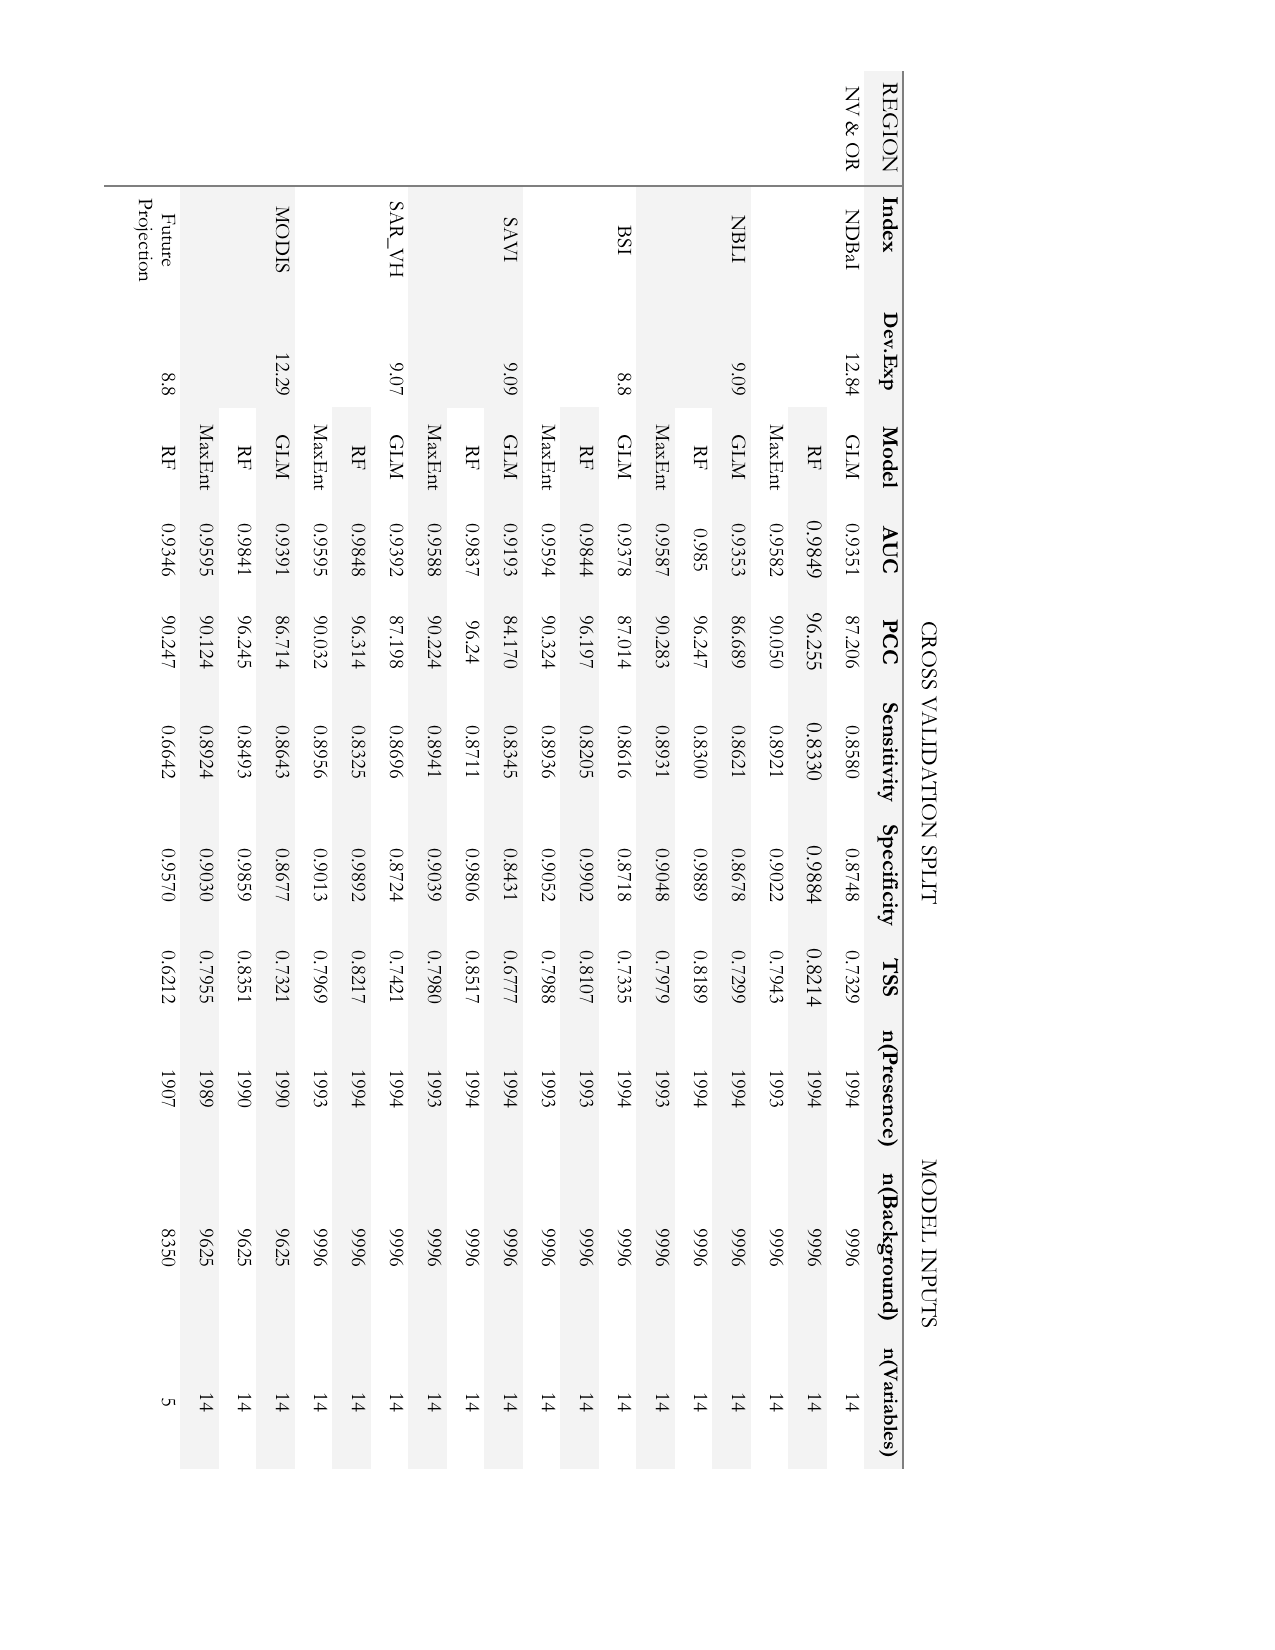 CROSS VALIDATION SPLIT MODEL INPUTS
REGION Index Dev.Exp Model AUC PCC Sensitivity Specificity TSS n(Presence) n(Background) n(Variables)
NV & OR NDBaI 12.84 GLM 0.9351 87.206 0.8580 0.8748 0.7329 1994 9996 14
RF 0.9849 96.255 0.8330 0.9884 0.8214 1994 9996 14
MaxEnt 0.9582 90.050 0.8921 0.9022 0.7943 1993 9996 14
NBLI 9.09 GLM 0.9353 86.689 0.8621 0.8678 0.7299 1994 9996 14
RF 0.985 96.247 0.8300 0.9889 0.8189 1994 9996 14
MaxEnt 0.9587 90.283 0.8931 0.9048 0.7979 1993 9996 14
BSI 8.8 GLM 0.9378 87.014 0.8616 0.8718 0.7335 1994 9996 14
RF 0.9844 96.197 0.8205 0.9902 0.8107 1993 9996 14
MaxEnt 0.9594 90.324 0.8936 0.9052 0.7988 1993 9996 14
SAVI 9.09 GLM 0.9193 84.170 0.8345 0.8431 0.6777 1994 9996 14
RF 0.9837 96.24 0.8711 0.9806 0.8517 1994 9996 14
MaxEnt 0.9588 90.224 0.8941 0.9039 0.7980 1993 9996 14
SAR_VH 9.07 GLM 0.9392 87.198 0.8696 0.8724 0.7421 1994 9996 14
RF 0.9848 96.314 0.8325 0.9892 0.8217 1994 9996 14
MaxEnt 0.9595 90.032 0.8956 0.9013 0.7969 1993 9996 14
MODIS 12.29 GLM 0.9391 86.714 0.8643 0.8677 0.7321 1990 9625 14
RF 0.9841 96.245 0.8493 0.9859 0.8351 1990 9625 14
MaxEnt 0.9595 90.124 0.8924 0.9030 0.7955 1989 9625 14
Future 8.8 RF 0.9346 90.247 0.6642 0.9570 0.6212 1907 8350 5
Projection